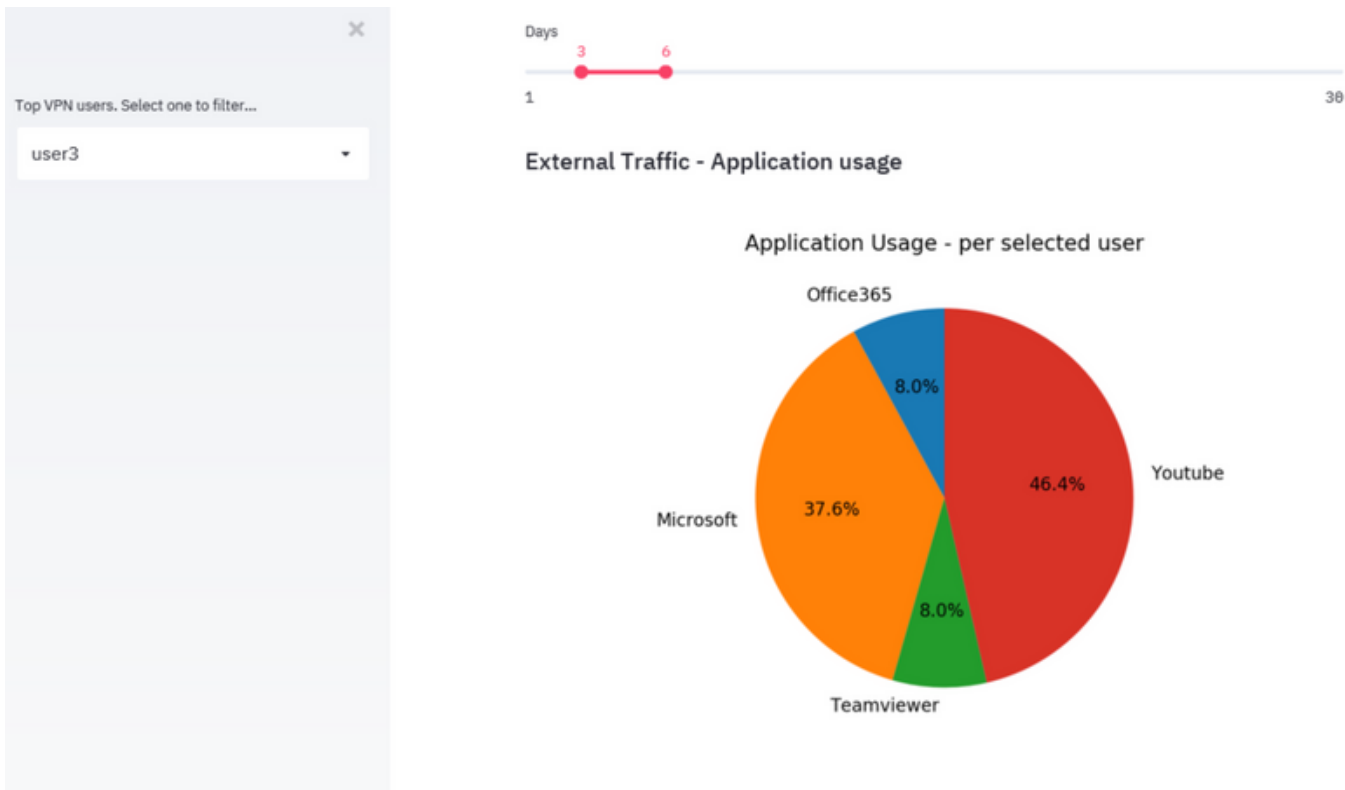 ×
Top VPN users. Select one to filter...
user3
Days
3 6
1 30
External Traffic - Application usage
Application Usage - per selected user
Office365
8.0%
Youtube
46.4%
Microsoft
37.6%
8.0%
Teamviewer